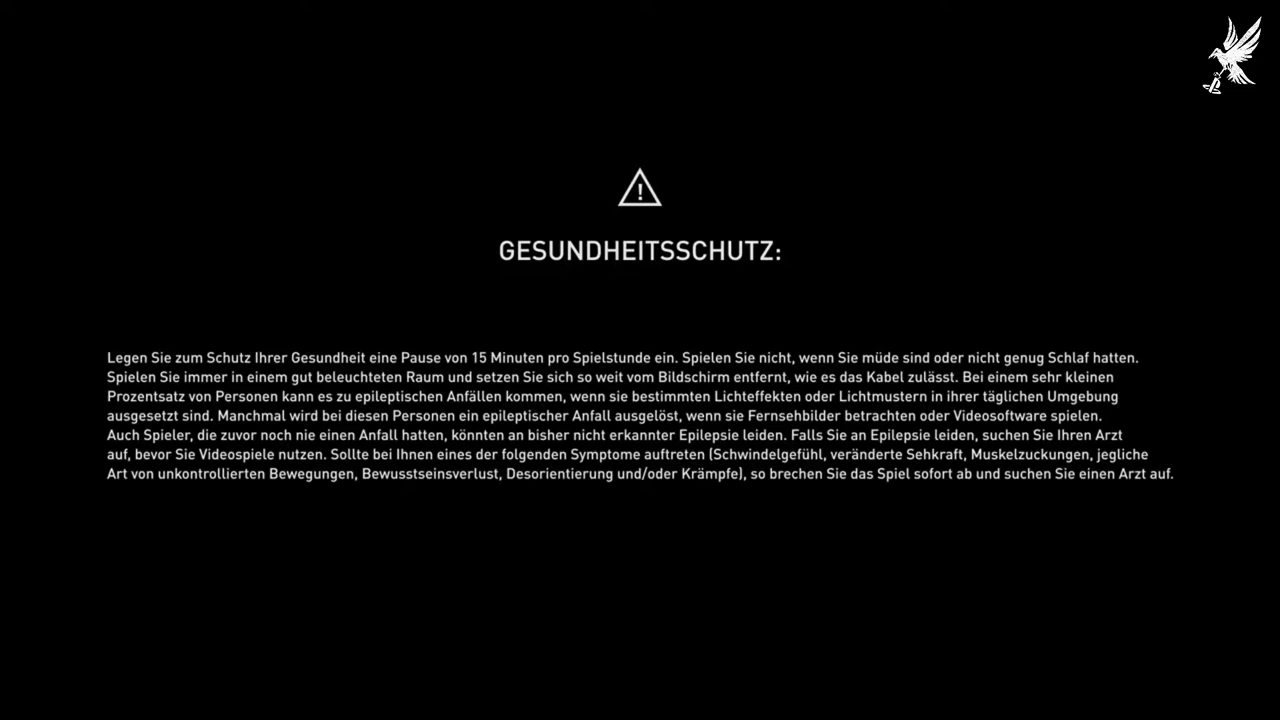 GESUNDHEITSSCHUTZ:
Legen Sie zum Schutz Ihrer Gesundheit eine Pause von 15 Minuten pro Spielstunde ein. Spielen Sie nicht, wenn Sie müde sind oder nicht genug Schlaf hatten.
Spielen Sie immer in einem gut beleuchteten Raum und setzen Sie sich so weit vom Bildschirm entfernt, wie es das Kabel zulässt. Bei einem sehr kleinen
Prozentsatz von Personen kann es zu epileptischen Anfällen kommen, wenn sie bestimmten Lichteffekten oder Lichtmustern in ihrer täglichen Umgebung
ausgesetzt sind. Manchmal wird bei diesen Personen ein epileptischer Anfall ausgelöst, wenn sie Fernsehbilder betrachten oder Videosoftware spielen.
Auch Spieler, die zuvor noch nie einen Anfall hatten, könnten an bisher nicht erkannter Epilepsie leiden. Falls Sie an Epilepsie leiden, suchen Sie Ihren Arzt
auf, bevor Sie Videospiele nutzen. Sollte bei Ihnen eines der folgenden Symptome auftreten (Schwindelgefühl, veränderte Sehkraft, Muskelzuckungen, jegliche
Art von unkontrollierten Bewegungen, Bewusstseinsverlust, Desorientierung und/oder Krämpfe), so brechen Sie das Spiel sofort ab und suchen Sie einen Arzt auf.